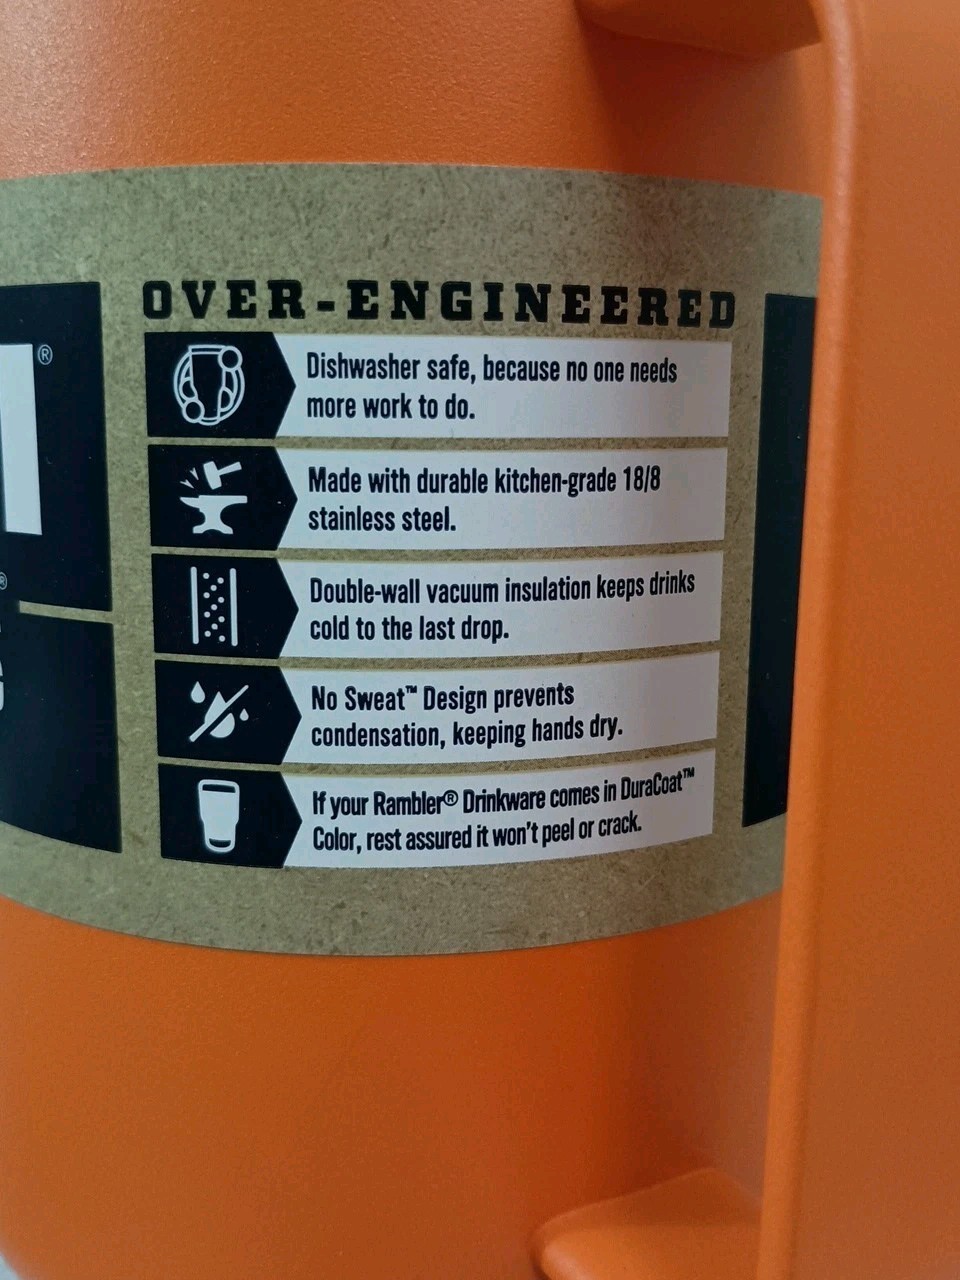 OVER-ENGINEERED
Dishwasher safe, because no one needs
more work to do.
Made with durable kitchen-grade 18/8
stainless steel.
Double-wall vacuum insulation keeps drinks
cold to the last drop.
No Sweat™ Design prevents
condensation, keeping hands dry.
If your Rambler® Drinkware comes in DuraCoat™
Color, rest assured it won't peel or crack.